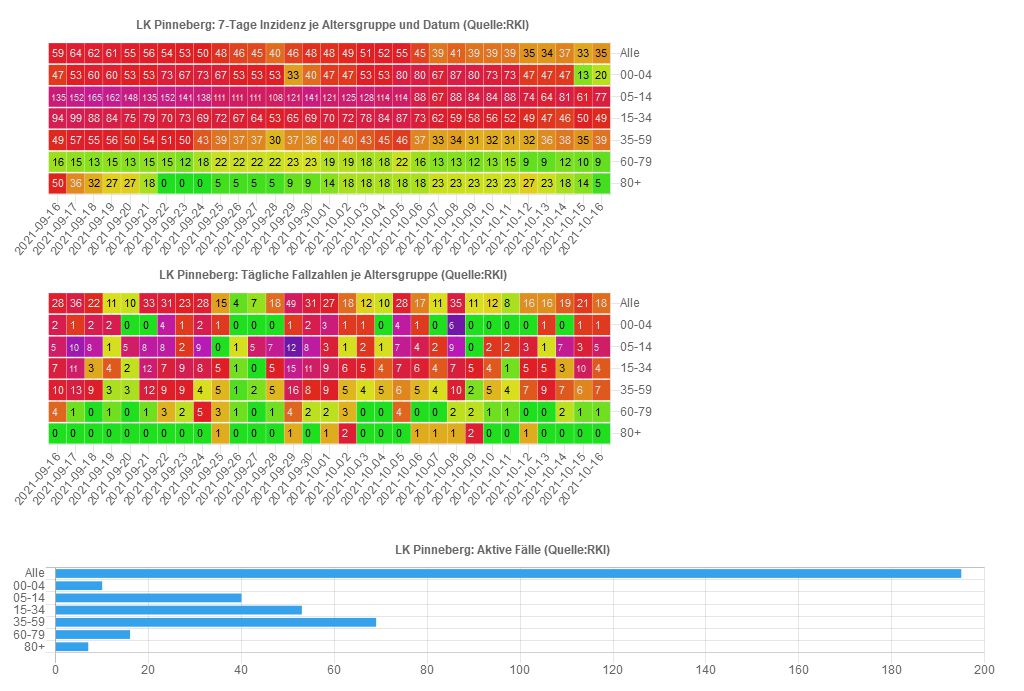 LK Pinneberg: 7-Tage Inzidenz je Altersgruppe und Datum (Quelle:RKI)
59 64 62 61 55 56 54 53 50 48 46 45 40 46 48 48 49 51 52 55 45 39 41 39 39 39 35 34 37 33 35 Alle
47 53 60 60 53 53 73 67 73 67 53 53 53 33 40 47 47 53 53 80 80 67 87 80 73 73 47 47 47 13 20 00-04
135 152 165 162 148 135 152 141 138 111 111 111 108 121 141 121 125 128 114 114 88 67 88 84 84 88 74 64 81 61 77 05-14
94 99 88 84 75 79 70 73 69 72 67 64 53 65 69 70 72 78 84 87 73 62 59 58 56 52 49 47 46 50 49 15-34
49 57 55 56 50 54 51 50 43 39 37 37 30 37 36 40 40 43 45 46 37 33 34 31 32 31 32 36 38 35 39 35-59
16 15 13 15 13 15 15 12 18 22 22 22 22 23 23 19 19 18 18 22 16 13 13 12 13 15 9 9 12 10 9 60-79
50 36 32 27 27 18 0 0 0 5 5 5 5 9 9 14 18 18 18 18 18 23 23 23 23 23 27 23 18 14 5 80+
2021-09-16 2021-09-17 2021-09-18 2021-09-19 2021-09-20 2021-09-21 2021-09-22 2021-09-23 2021-09-24 2021-09-25 2021-09-26 2021-09-27 2021-09-28 2021-09-29 2021-09-30 2021-10-01 2021-10-02 2021-10-03 2021-10-04 2021-10-05 2021-10-06 2021-10-07 2021-10-08 2021-10-09 2021-10-10 2021-10-11 2021-10-12 2021-10-13 2021-10-14 2021-10-15 2021-10-16
LK Pinneberg: Tägliche Fallzahlen je Altersgruppe (Quelle:RKI)
28 36 22 11 10 33 31 23 28 15 4 7 18 49 31 27 18 12 10 28 17 11 35 11 12 8 16 16 19 21 18 Alle
2 1 2 2 0 0 4 1 2 1 0 0 0 1 2 3 1 1 0 4 1 0 6 0 0 0 0 1 0 1 1 00-04
5 10 8 1 5 8 8 2 9 0 1 5 7 12 8 3 1 2 1 7 4 2 9 0 2 2 3 1 7 3 5 05-14
7 11 3 4 2 12 7 9 8 5 1 0 5 15 11 9 6 5 4 7 6 4 7 5 4 1 5 5 3 10 4 15-34
10 13 9 3 3 12 9 9 4 5 1 2 5 16 8 9 5 4 5 6 5 4 10 2 5 4 7 9 7 6 7 35-59
4 1 0 1 0 1 3 2 5 3 1 0 1 4 2 2 3 0 0 4 0 0 2 2 1 1 0 0 2 1 1 60-79
0 0 0 0 0 0 0 0 0 1 0 0 0 1 0 1 2 0 0 0 1 1 1 2 0 0 1 0 0 0 0 80+
2021-09-16 2021-09-17 2021-09-18 2021-09-19 2021-09-20 2021-09-21 2021-09-22 2021-09-23 2021-09-24 2021-09-25 2021-09-26 2021-09-27 2021-09-28 2021-09-29 2021-09-30 2021-10-01 2021-10-02 2021-10-03 2021-10-04 2021-10-05 2021-10-06 2021-10-07 2021-10-08 2021-10-09 2021-10-10 2021-10-11 2021-10-12 2021-10-13 2021-10-14 2021-10-15 2021-10-16
LK Pinneberg: Aktive Fälle (Quelle:RKI)
Alle
00-04
05-14
15-34
35-59
60-79
80+
0 20 40 60 80 100 120 140 160 180 200